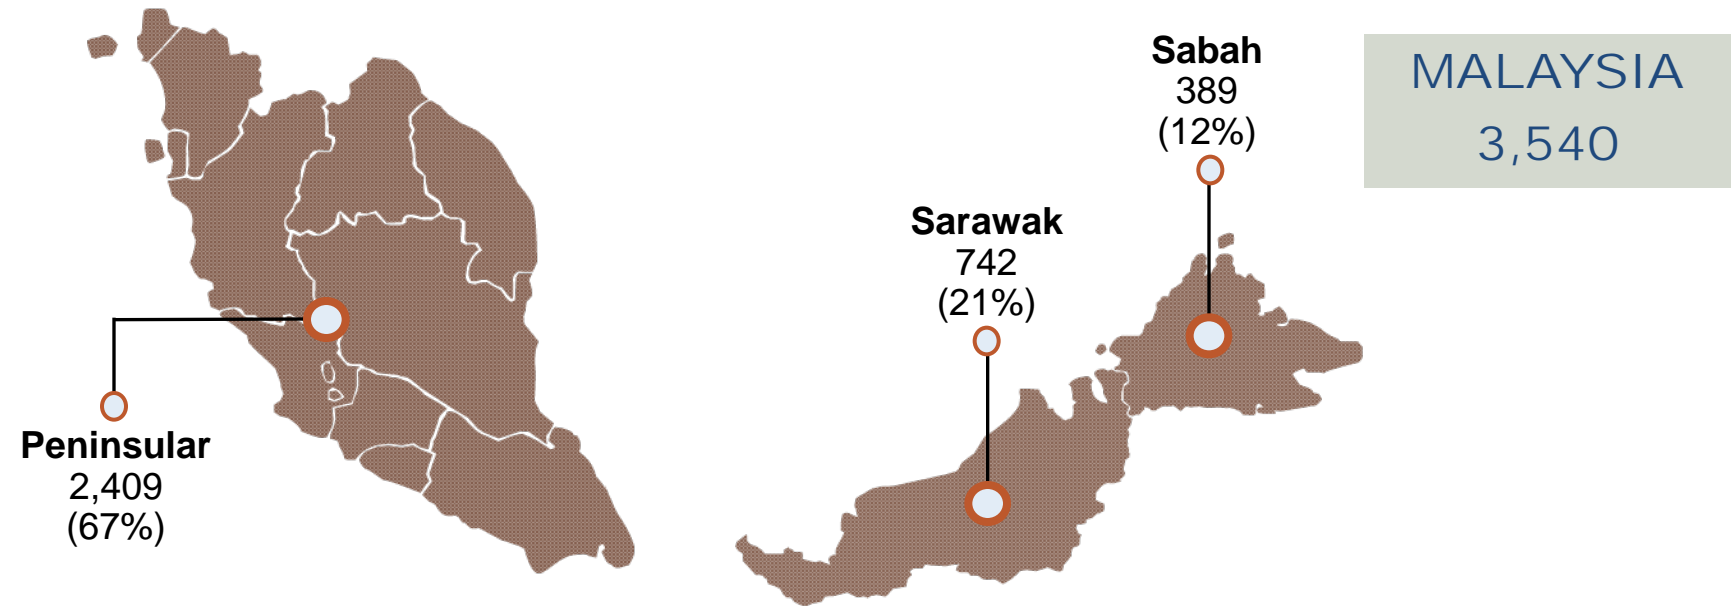 Sabah
389
(12%)
MALAYSIA
3,540
Sarawak
742
(21%)
Peninsular
2,409
(67%)